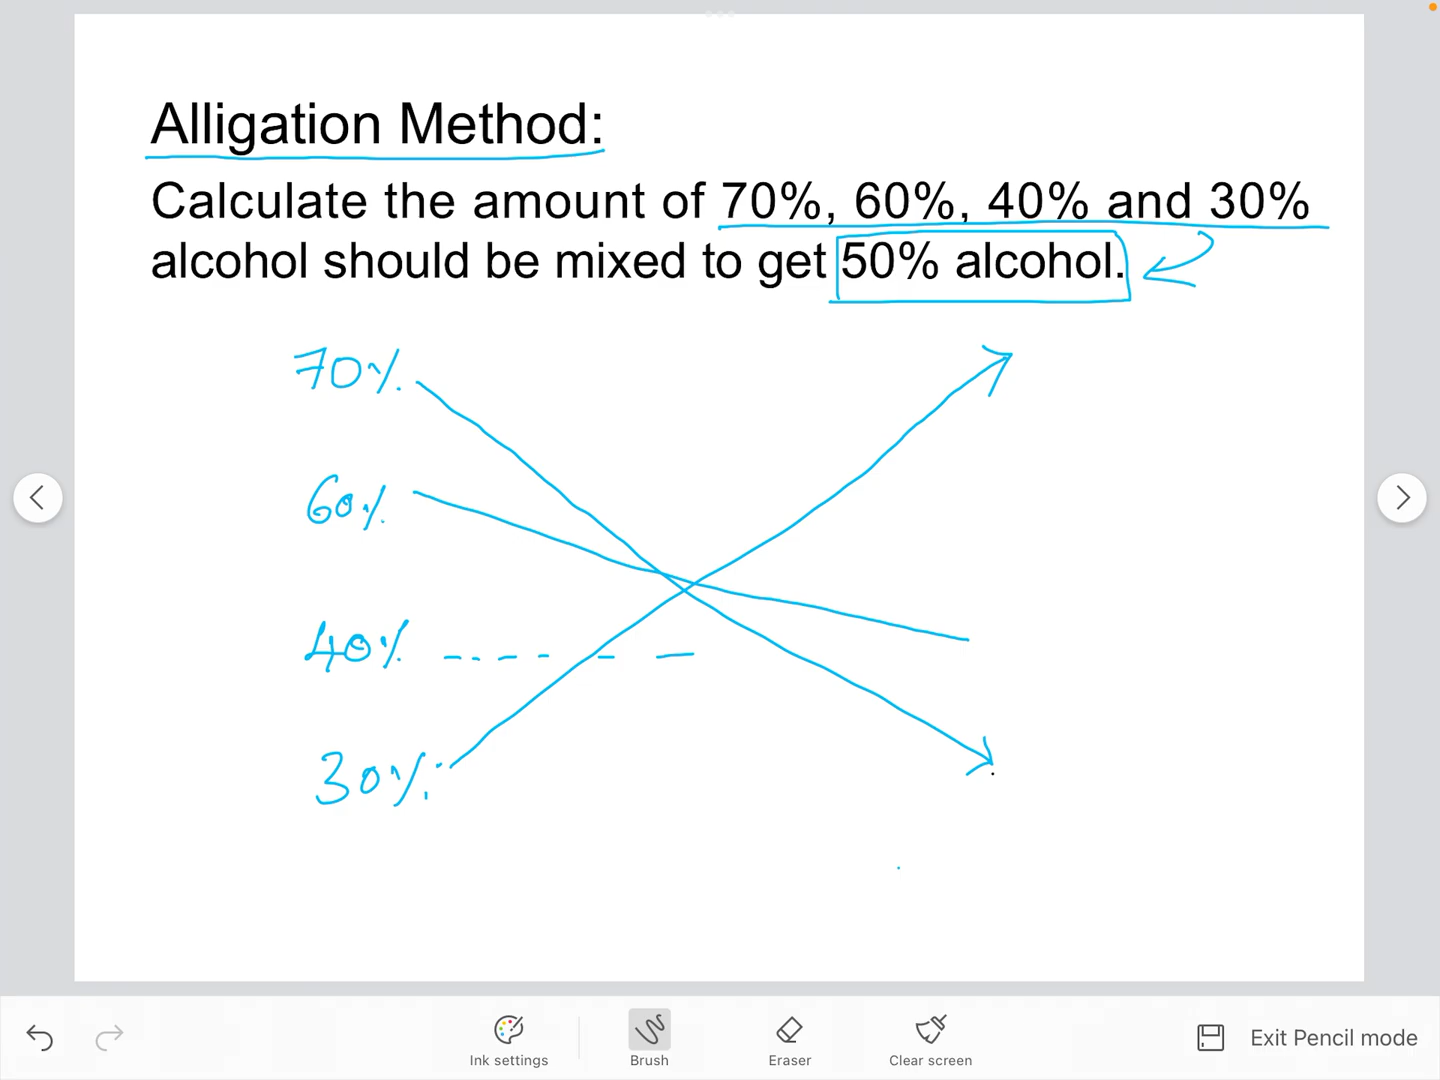 Alligation Method:
Calculate the amount of 70%, 60%, 40% and 30%
alcohol should be mixed to get 50% alcohol.
70%.
60%.
40%.
30%.
Ink settings
Brush
Eraser
Clear screen
Exit Pencil mode